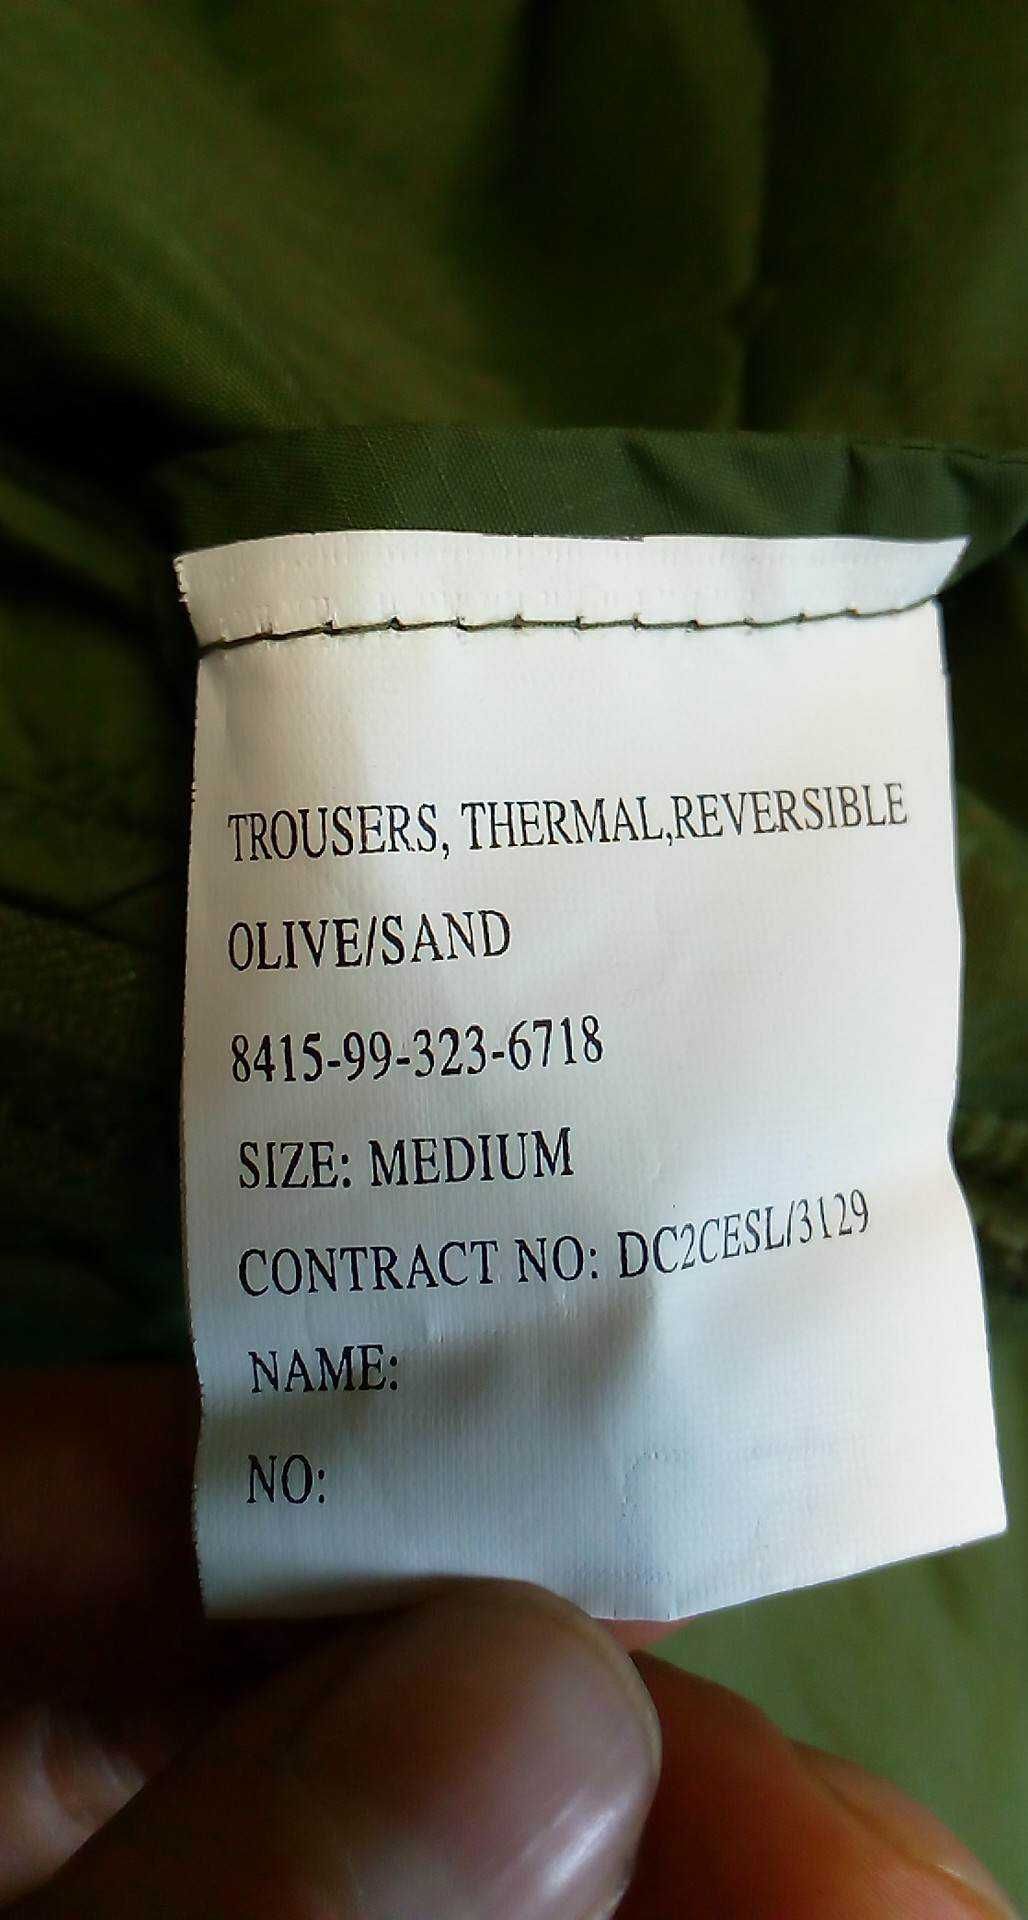 TROUSERS, THERMAL,REVERSIBLE
OLIVE/SAND
8415-99-323-6718
SIZE: MEDIUM
CONTRACT NO: DC2CESL/3129
NAME:
NO: